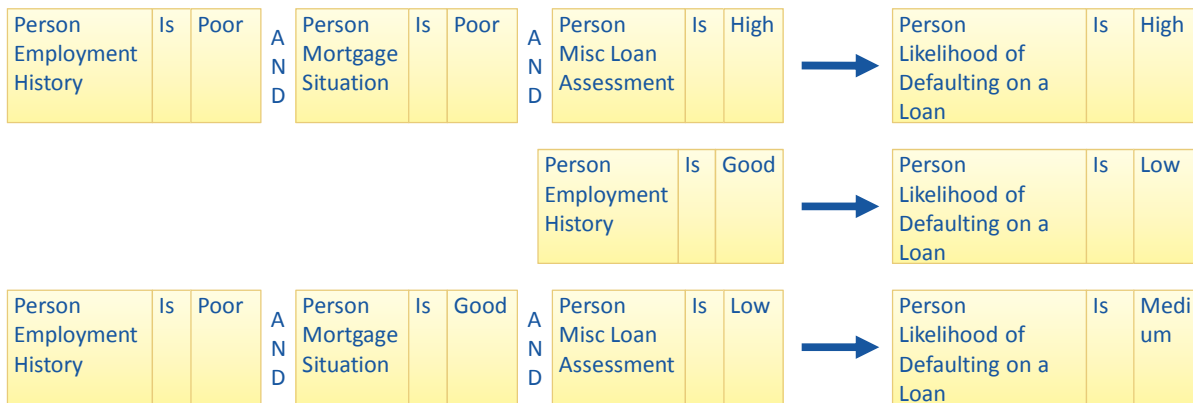 Person Employment History Is Poor AND Person Mortgage Situation Is Poor AND Person Misc Loan Assessment Is High Person Likelihood of Defaulting on a Loan Is High
Person Employment History Is Good Person Likelihood of Defaulting on a Loan Is Low
Person Employment History Is Poor AND Person Mortgage Situation Is Good AND Person Misc Loan Assessment Is Low Person Likelihood of Defaulting on a Loan Is Medium